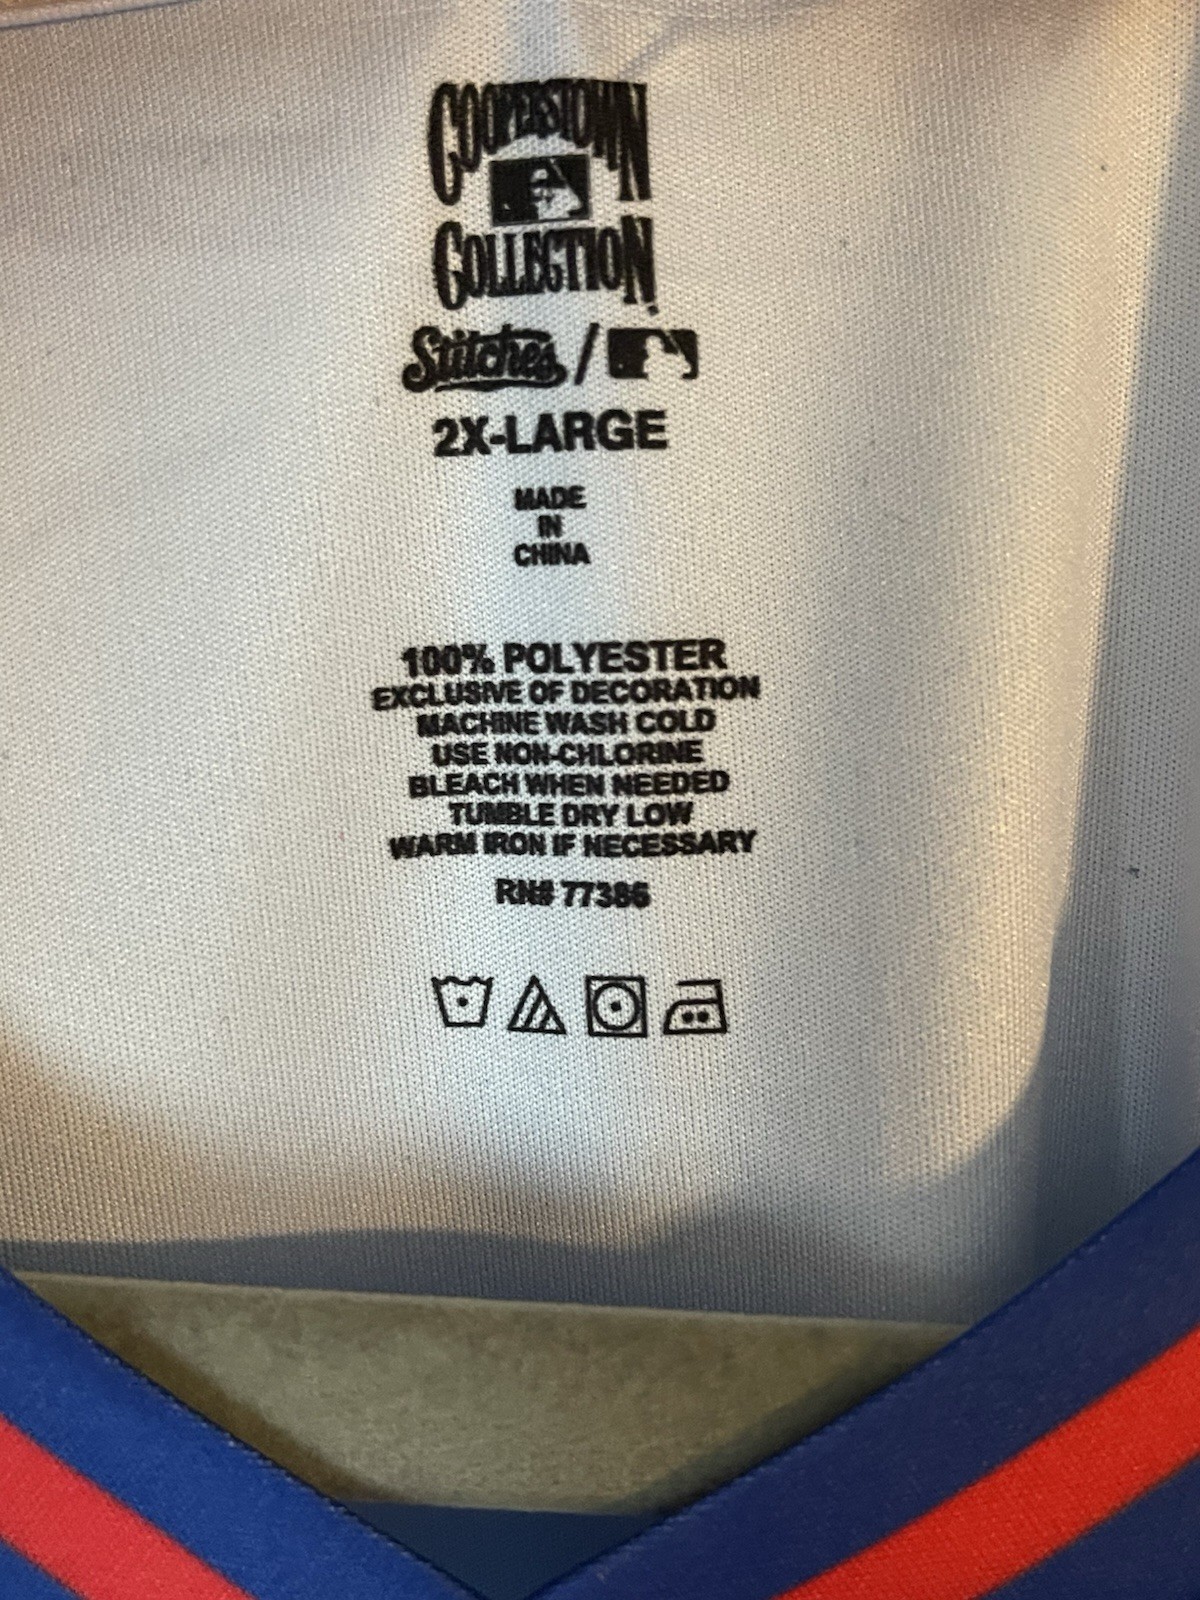 COOPERSTOWN
COLLECTION
Stitches /
2X-LARGE
MADE
IN
CHINA
100% POLYESTER
EXCLUSIVE OF DECORATION
MACHINE WASH COLD
USE NON-CHLORINE
BLEACH WHEN NEEDED
TUMBLE DRY LOW
WARM IRON IF NECESSARY
RN# 77386